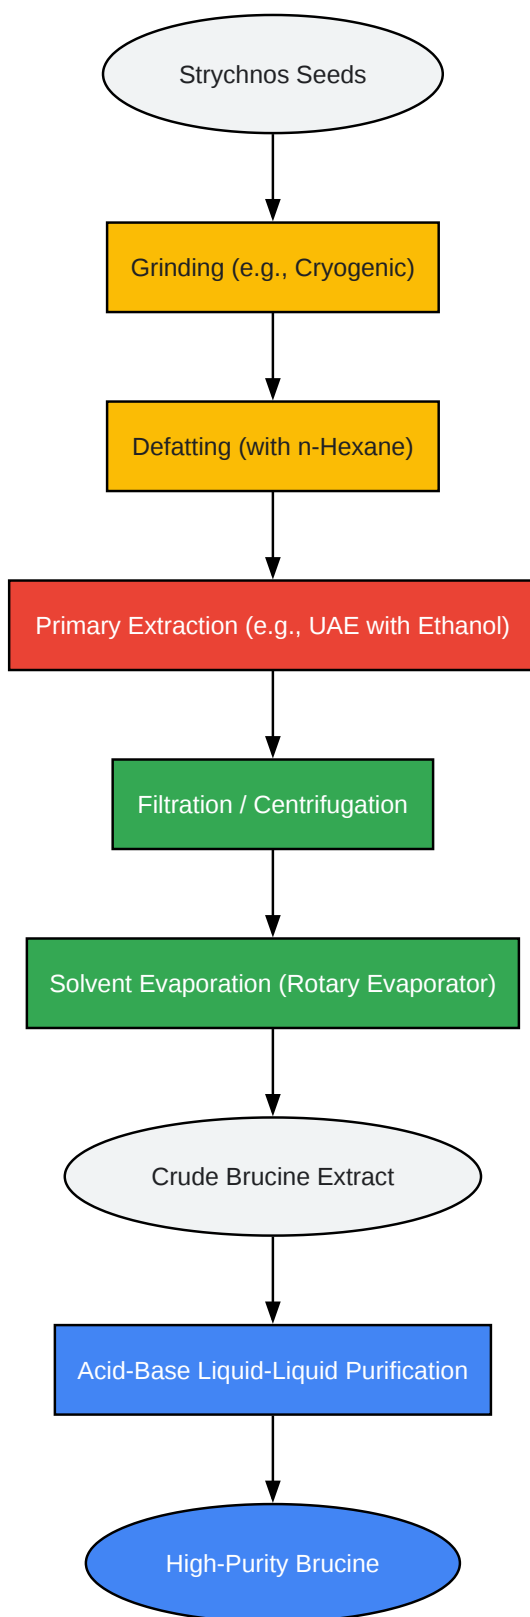 Strychnos Seeds
Grinding (e.g., Cryogenic)
Defatting (with n-Hexane)
Primary Extraction (e.g., UAE with Ethanol)
Filtration / Centrifugation
Solvent Evaporation (Rotary Evaporator)
Crude Brucine Extract
Acid-Base Liquid-Liquid Purification
High-Purity Brucine